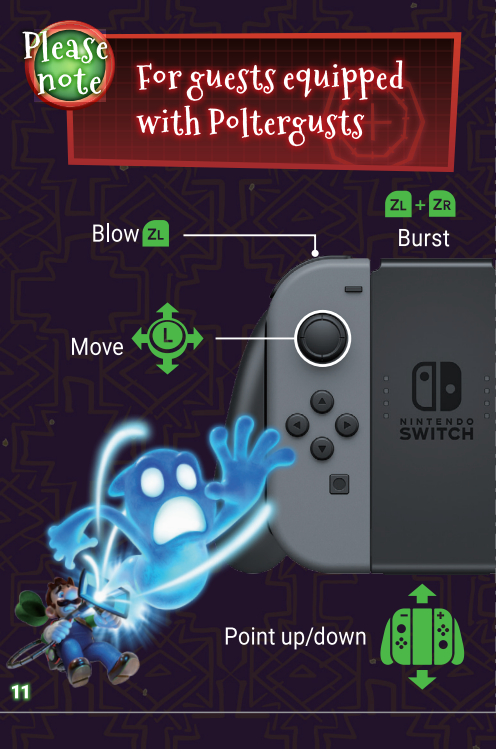 Please
note
For guests equipped
with Poltergusts
ZL + ZR
Burst
Blow ZL
Move L
NINTENDO
SWITCH
Point up/down
11